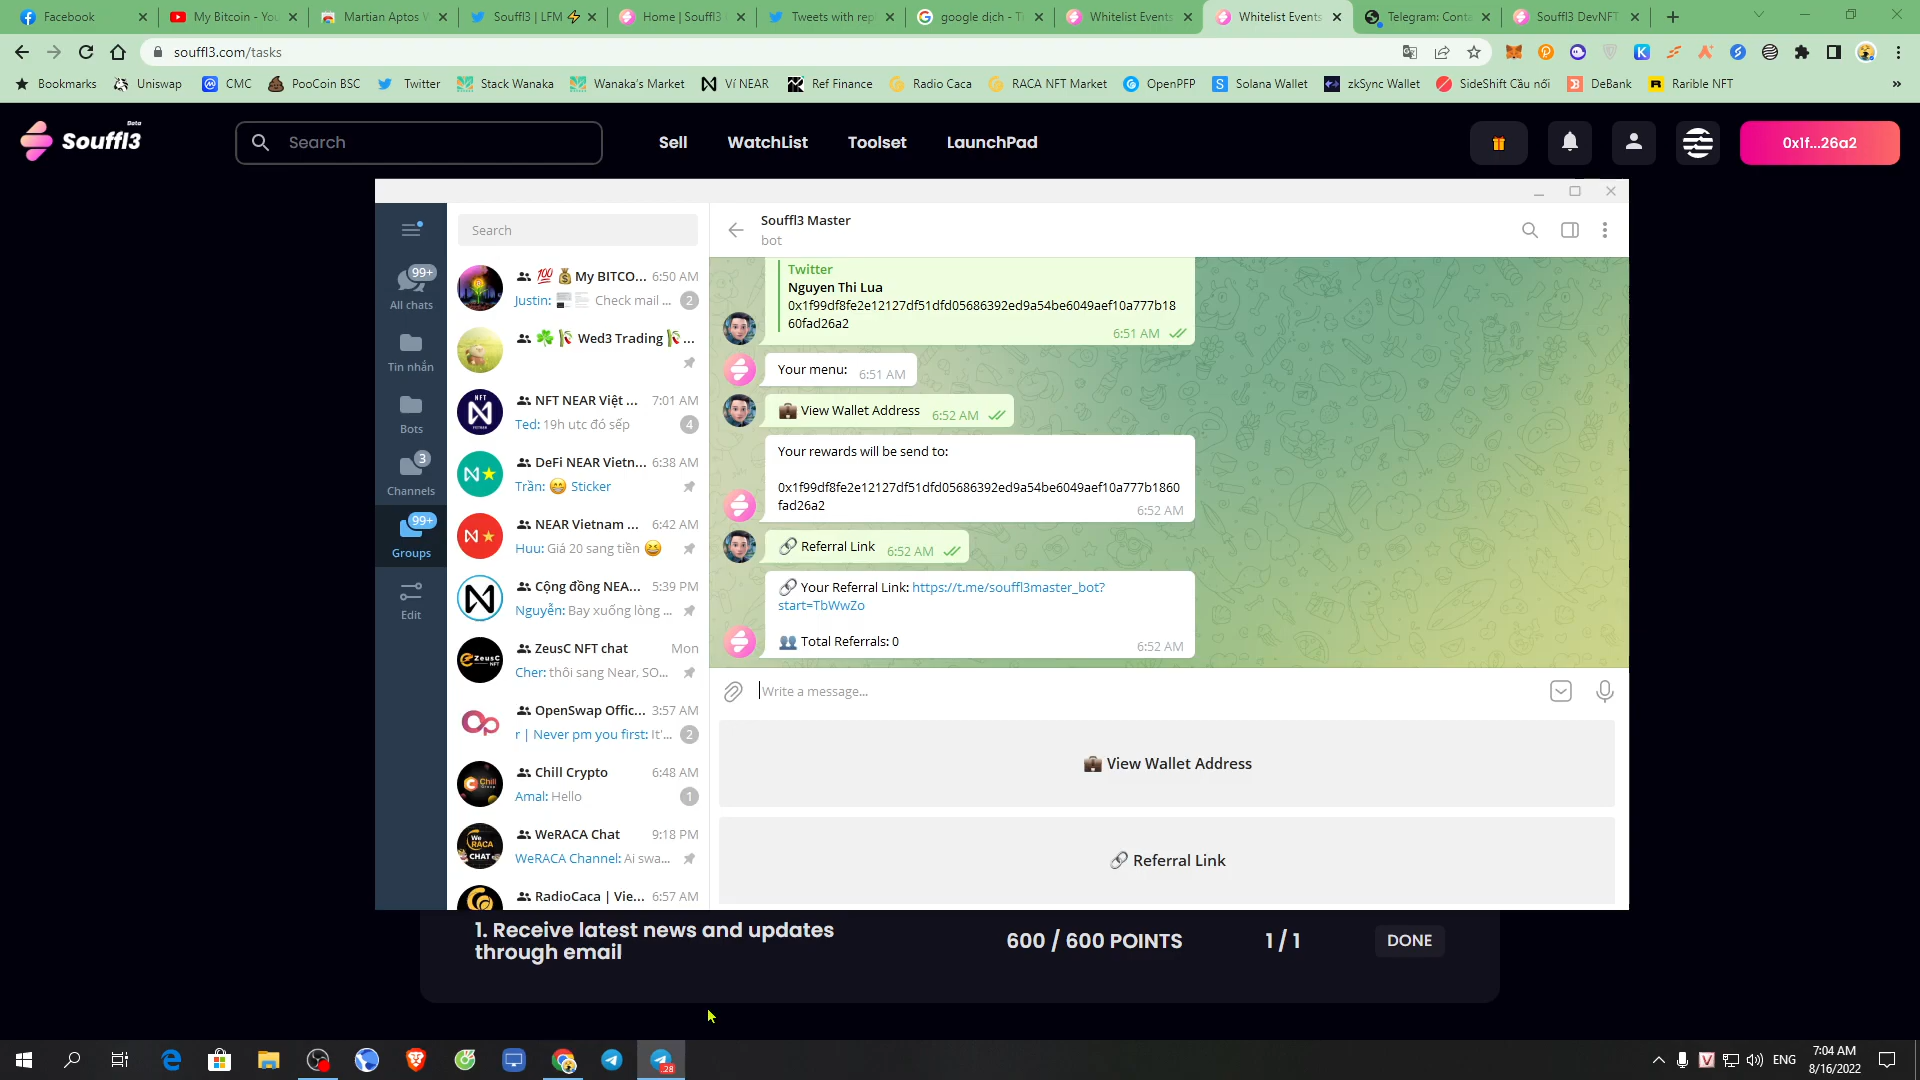 Facebook
My Bitcoin - You
Martian Aptos W
Souffl3 | LFM
Home | Souffl3
Tweets with repl
google dịch - T
Whitelist Events
Whitelist Events
Telegram: Conta
Souffl3 DevNFT
souffl3.com/tasks
Bookmarks
Uniswap
CMC
PooCoin BSC
Twitter
Stack Wanaka
Wanaka's Market
Ví NEAR
Ref Finance
Radio Caca
RACA NFT Market
OpenPFP
Solana Wallet
zkSync Wallet
SideShift Cầu nối
DeBank
Rarible NFT
»
Souffl3
Beta
Search
Sell
WatchList
Toolset
LaunchPad
0x1f...26a2
Search
99+
All chats
Tin nhắn
Bots
3
Channels
99+
Groups
Edit
💯 💰 My BITCO... 6:50 AM
Justin: Check mail ... 2
☘️ Wed3 Trading ...
NFT NEAR Việt ... 7:01 AM
Ted: 19h utc đó sếp 4
DeFi NEAR Vietn... 6:38 AM
Trần: 😁 Sticker
NEAR Vietnam ... 6:42 AM
Huu: Giá 20 sang tiền 😆
Cộng đồng NEA... 5:39 PM
Nguyễn: Bay xuống lòng ...
ZeusC NFT chat Mon
Cher: thôi sang Near, SO...
OpenSwap Offic... 3:57 AM
r | Never pm you first: It'... 2
Chill Crypto 6:48 AM
Amal: Hello 1
WeRACA Chat 9:18 PM
WeRACA Channel: Ai swa...
RadioCaca | Vie... 6:57 AM
Souffl3 Master
bot
Twitter
Nguyen Thi Lua
0x1f99df8fe2e12127df51dfd05686392ed9a54be6049aef10a777b18
60fad26a2
6:51 AM
Your menu: 6:51 AM
💼 View Wallet Address 6:52 AM
Your rewards will be send to:
0x1f99df8fe2e12127df51dfd05686392ed9a54be6049aef10a777b1860
fad26a2
6:52 AM
🔗 Referral Link 6:52 AM
🔗 Your Referral Link: https://t.me/souffl3master_bot?
start=TbWwZo
👥 Total Referrals: 0
6:52 AM
Write a message...
💼 View Wallet Address
🔗 Referral Link
1. Receive latest news and updates
through email
600 / 600 POINTS
1 / 1
DONE
ENG
7:04 AM
8/16/2022